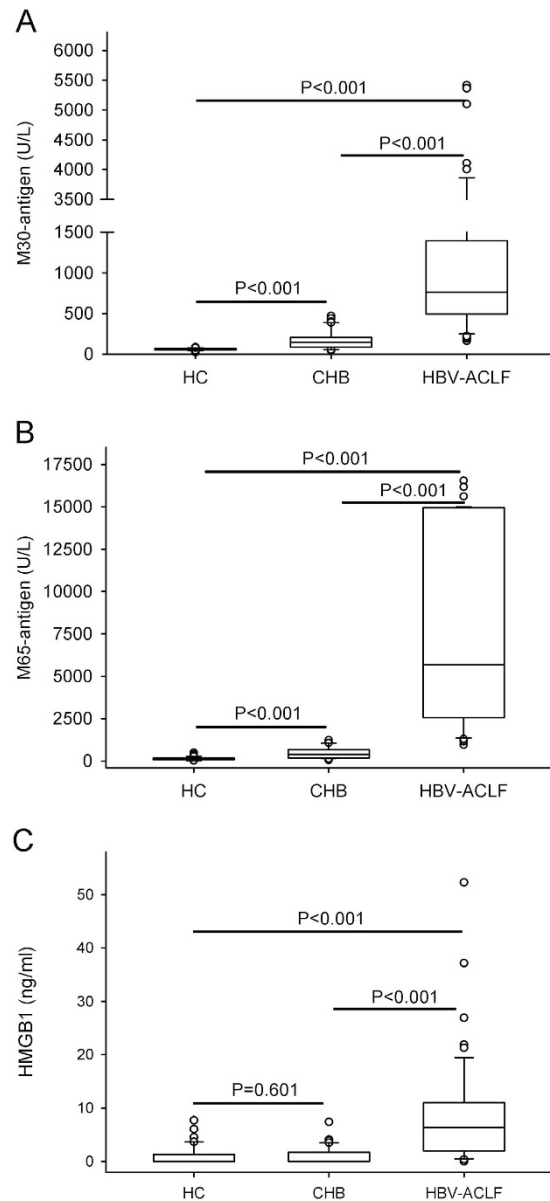 A
M30-antigen (U/L)
6000
5500
5000
4500
4000
3500
1500
1000
500
0
P<0.001
P<0.001
P<0.001
HC CHB HBV-ACLF
B
M65-antigen (U/L)
17500
15000
12500
10000
7500
5000
2500
0
P<0.001
P<0.001
P<0.001
HC CHB HBV-ACLF
C
HMGB1 (ng/ml)
50
40
30
20
10
0
P<0.001
P<0.001
P=0.601
HC CHB HBV-ACLF